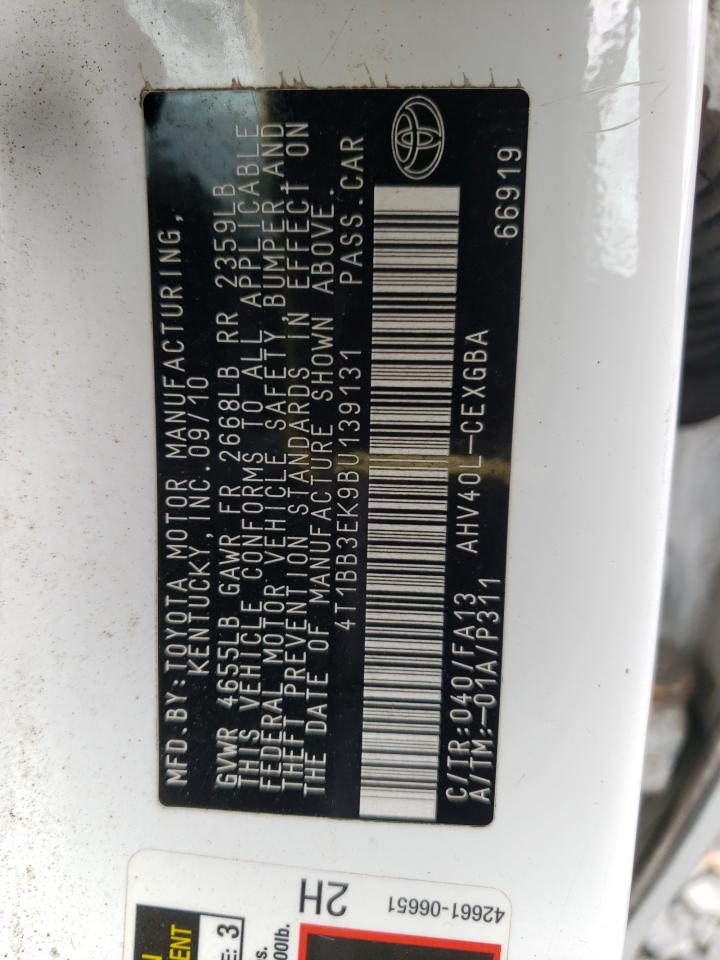 MFD.BY:TOYOTA MOTOR MANUFACTURING,
KENTUCKY,INC.09/10
GVWR 4655LB GAWR FR 2668LB RR 2359LB
THIS VEHICLE CONFORMS TO ALL APPLICABLE
FEDERAL MOTOR VEHICLE SAFETY,BUMPER AND
THEFT PREVENTION STANDARDS IN EFFECT ON
THE DATE OF MANUFACTURE SHOWN ABOVE.
4T1BB3EK9BU139131 PASS.CAR
C/TR:040/FA13 AHV40L-CEXGBA
A/TM:-01A/P311 66919
2H
42661-06651
E: 3
00lb.